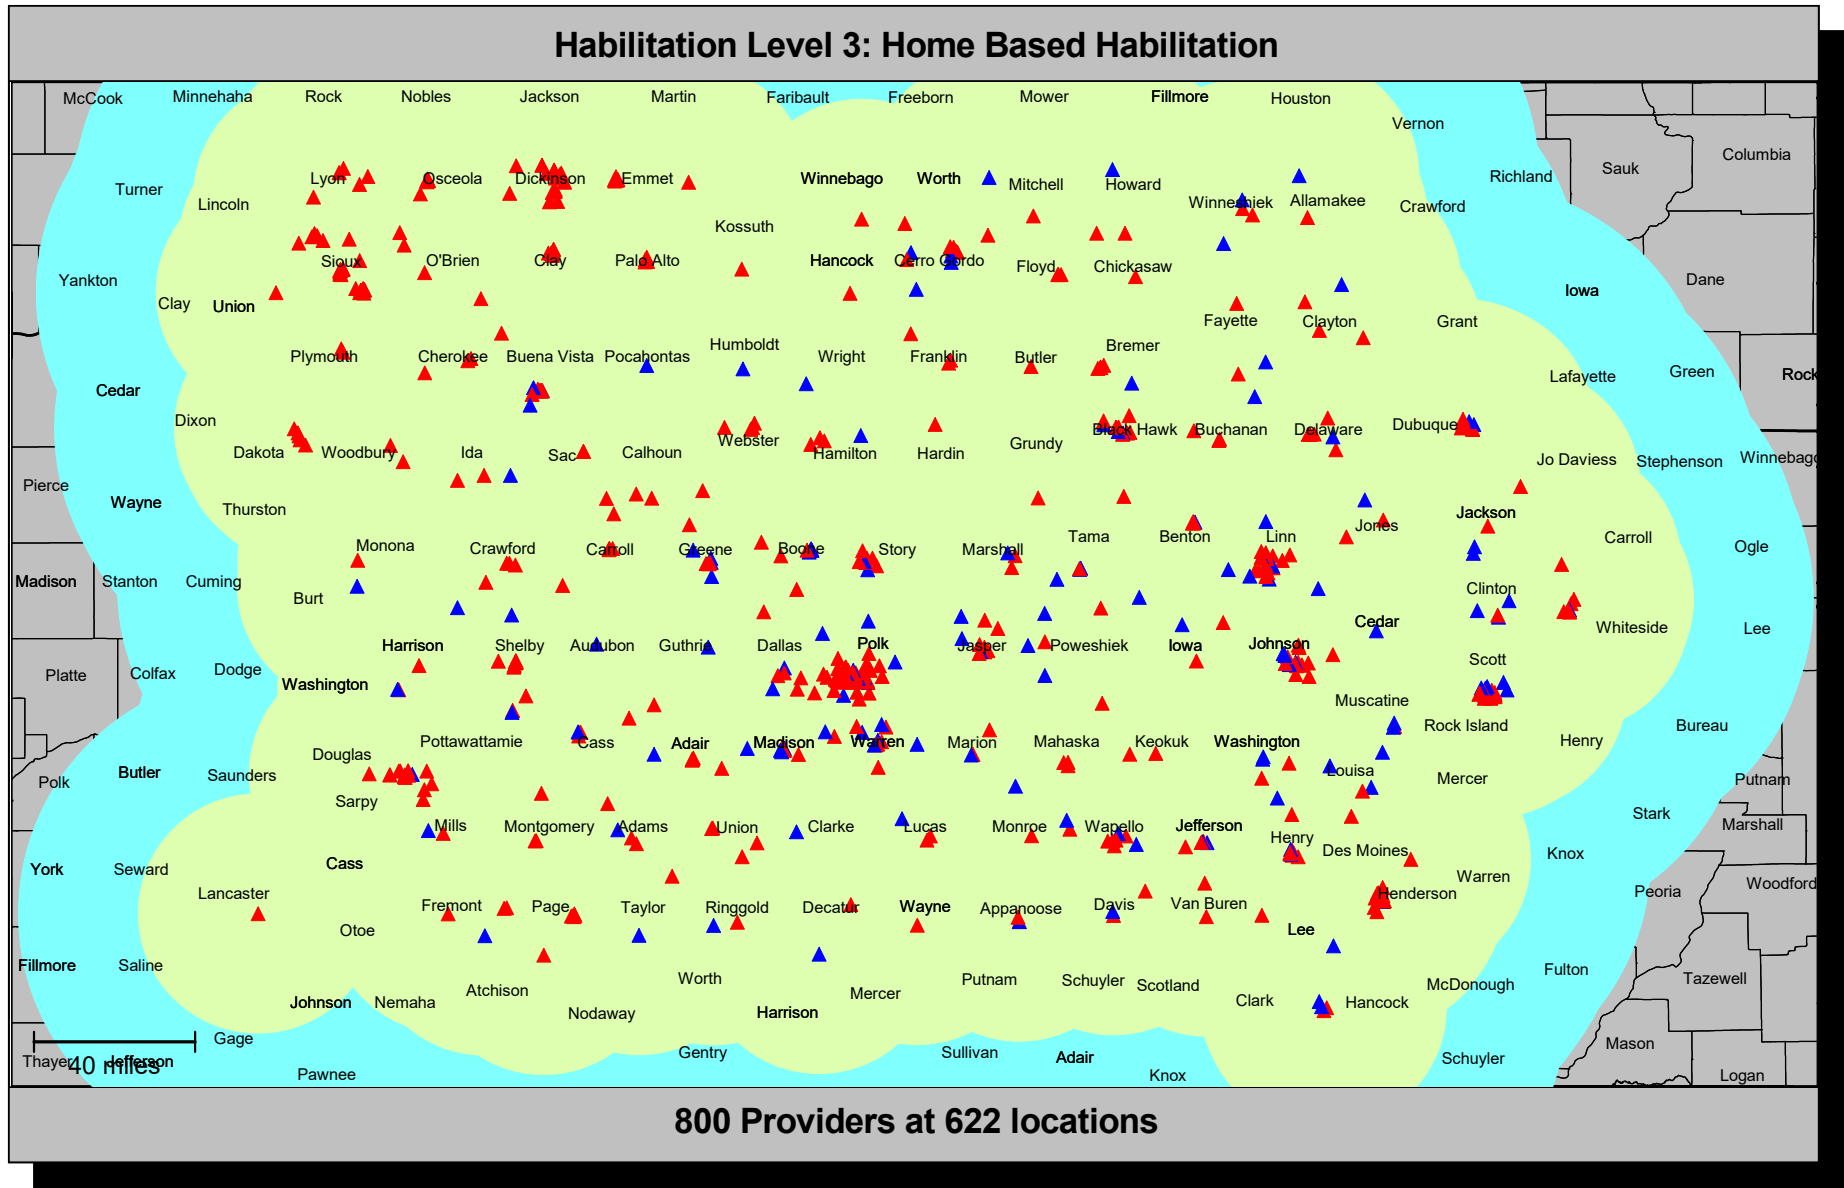 Habilitation Level 3: Home Based Habilitation
McCook Minnehaha Rock Nobles Jackson Martin Faribault Freeborn Mower Fillmore Houston
Vernon
Columbia
Sauk
Richland
Turner Lyon Osceola Dickinson Emmet Winnebago Worth Mitchell Howard
Lincoln Winneshiek Allamakee Crawford
Kossuth
Yankton Sioux O'Brien Clay Palo Alto Hancock Cerro Gordo Floyd Chickasaw Dane
Clay Union Iowa
Fayette Clayton Grant
Plymouth Cherokee Buena Vista Pocahontas Humboldt Wright Franklin Butler Bremer
Cedar Lafayette Green Rock
Dixon Webster Black Hawk Buchanan Delaware Dubuque
Dakota Woodbury Ida Sac Calhoun Hamilton Hardin Grundy Jo Daviess Stephenson Winnebago
Pierce
Wayne Thurston Jackson
Monona Crawford Carroll Greene Boone Story Marshall Tama Benton Linn Jones Carroll Ogle
Madison Stanton Cuming Burt Clinton
Cedar Whiteside Lee
Harrison Shelby Audubon Guthrie Dallas Polk Jasper Poweshiek Iowa Johnson
Platte Colfax Dodge Washington Scott
Muscatine
Rock Island Bureau
Douglas Pottawattamie Cass Adair Madison Warren Marion Mahaska Keokuk Washington Henry
Polk Butler Saunders Louisa Mercer Putnam
Sarpy Stark
Mills Montgomery Adams Union Clarke Lucas Monroe Wapello Jefferson Henry Marshall
York Seward Cass Des Moines Knox
Lancaster Warren Peoria Woodford
Fremont Page Taylor Ringgold Decatur Wayne Appanoose Davis Van Buren Henderson
Otoe Lee
Fillmore Saline Worth Putnam Schuyler Scotland McDonough Fulton Tazewell
Johnson Nemaha Atchison Nodaway Harrison Mercer Clark Hancock
Gage Gentry Sullivan Adair Schuyler Mason
Thayer Jefferson
40 miles
Pawnee Knox Logan
800 Providers at 622 locations